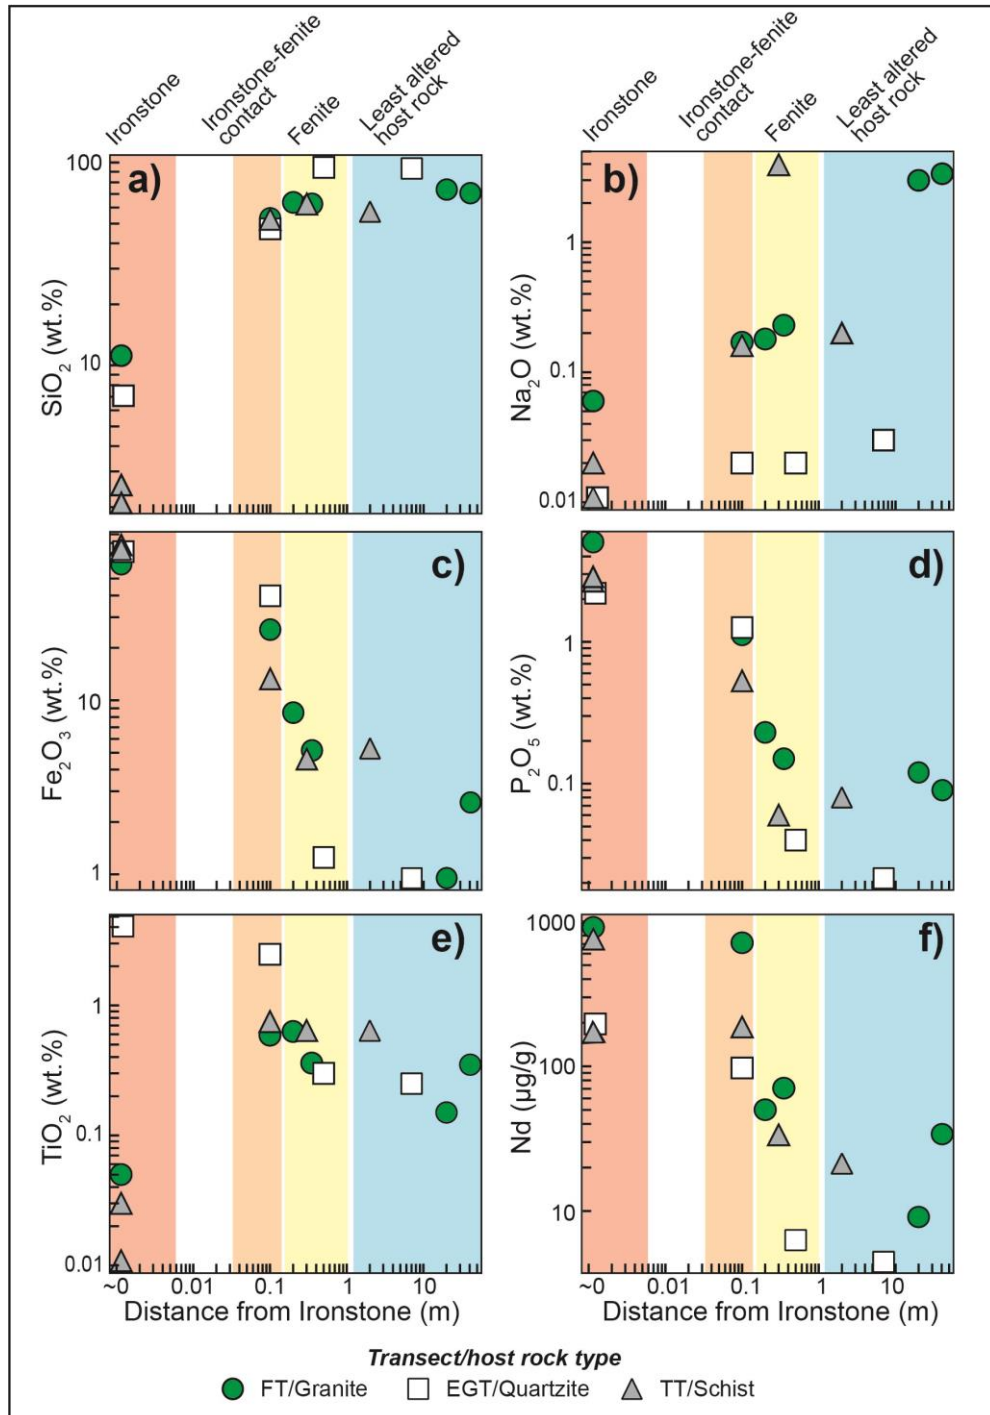 Ironstone
Ironstone-fenite
contact
Fenite
Least altered
host rock
Ironstone
Ironstone-fenite
contact
Fenite
Least altered
host rock
a)
100
10
SiO₂ (wt.%)
b)
1
0.1
0.01
Na₂O (wt.%)
c)
10
1
Fe₂O₃ (wt.%)
d)
1
0.1
P₂O₅ (wt.%)
e)
1
0.1
0.01
TiO₂ (wt.%)
~0 0.01 0.1 1 10
Distance from Ironstone (m)
f)
1000
100
10
Nd (µg/g)
~0 0.01 0.1 1 10
Distance from Ironstone (m)
Transect/host rock type
FT/Granite EGT/Quartzite TT/Schist